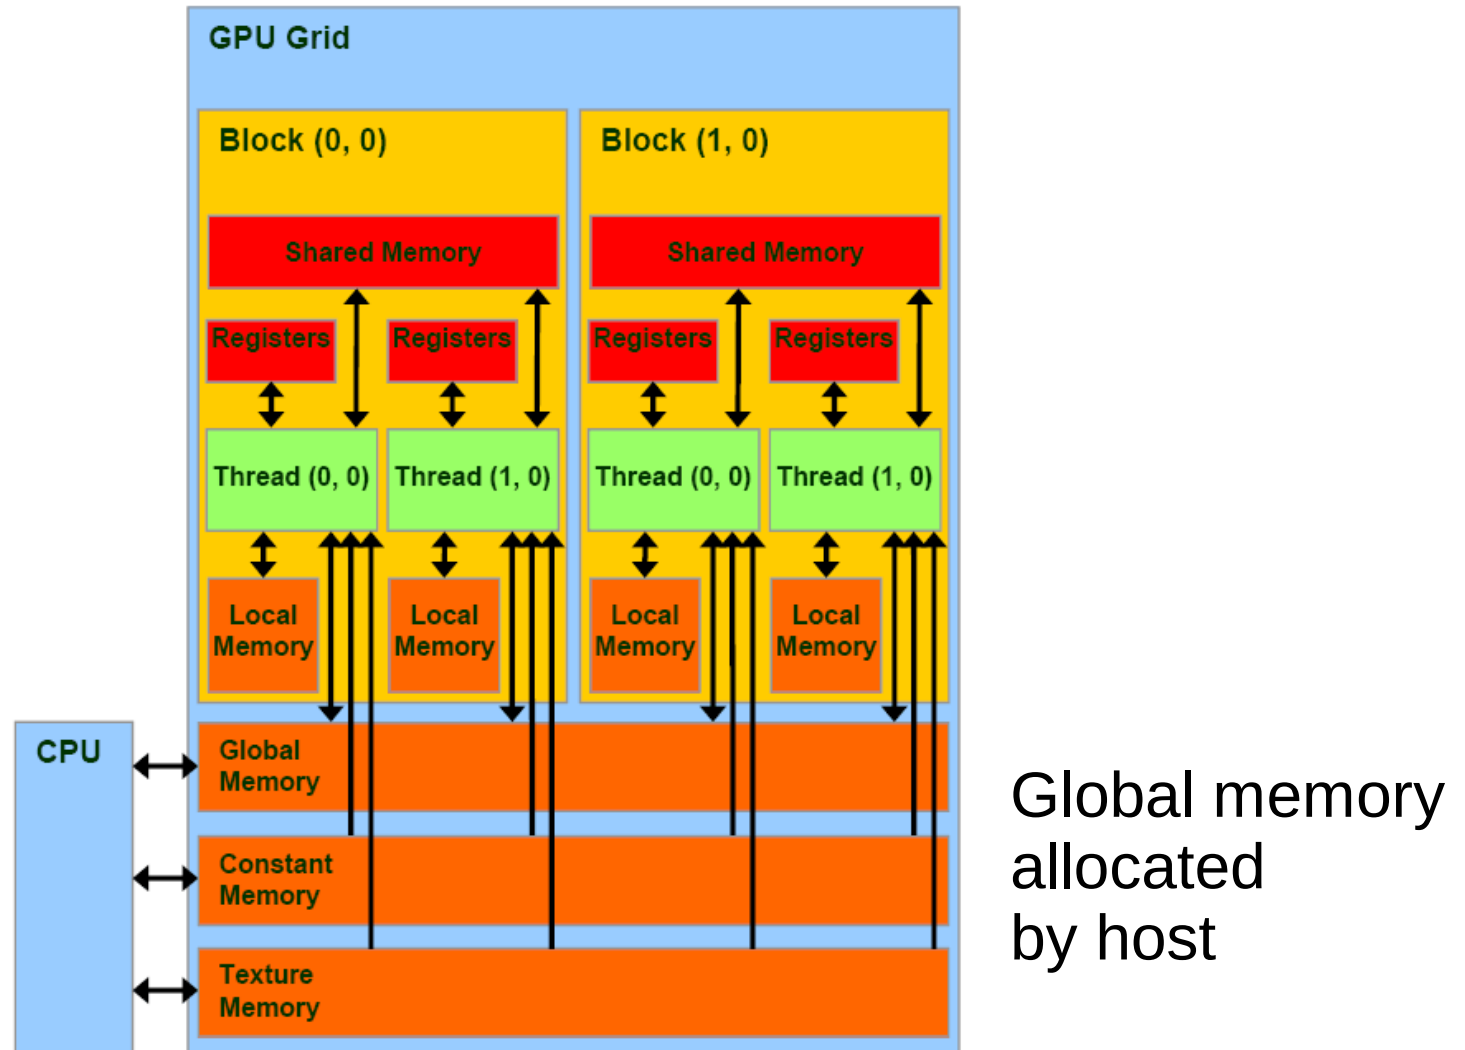 GPU Grid
Block (0, 0)
Block (1, 0)
Shared Memory
Shared Memory
Registers
Registers
Registers
Registers
Thread (0, 0)
Thread (1, 0)
Thread (0, 0)
Thread (1, 0)
Local
Memory
Local
Memory
Local
Memory
Local
Memory
CPU
Global
Memory
Constant
Memory
Texture
Memory
Global memory
allocated
by host